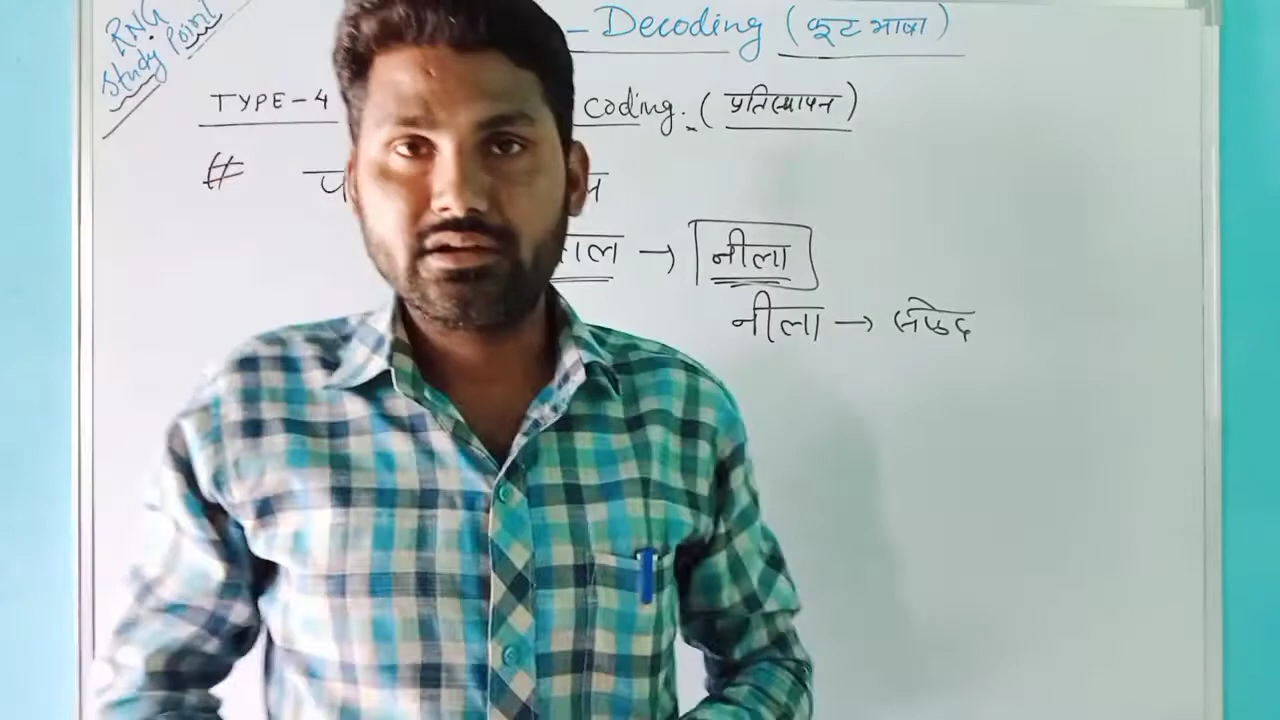 RNG
Study Point
- Decoding (कूट भाषा)
TYPE-4 coding. (प्रतिस्थापन)
#
→ नीला
नीला → सफेद